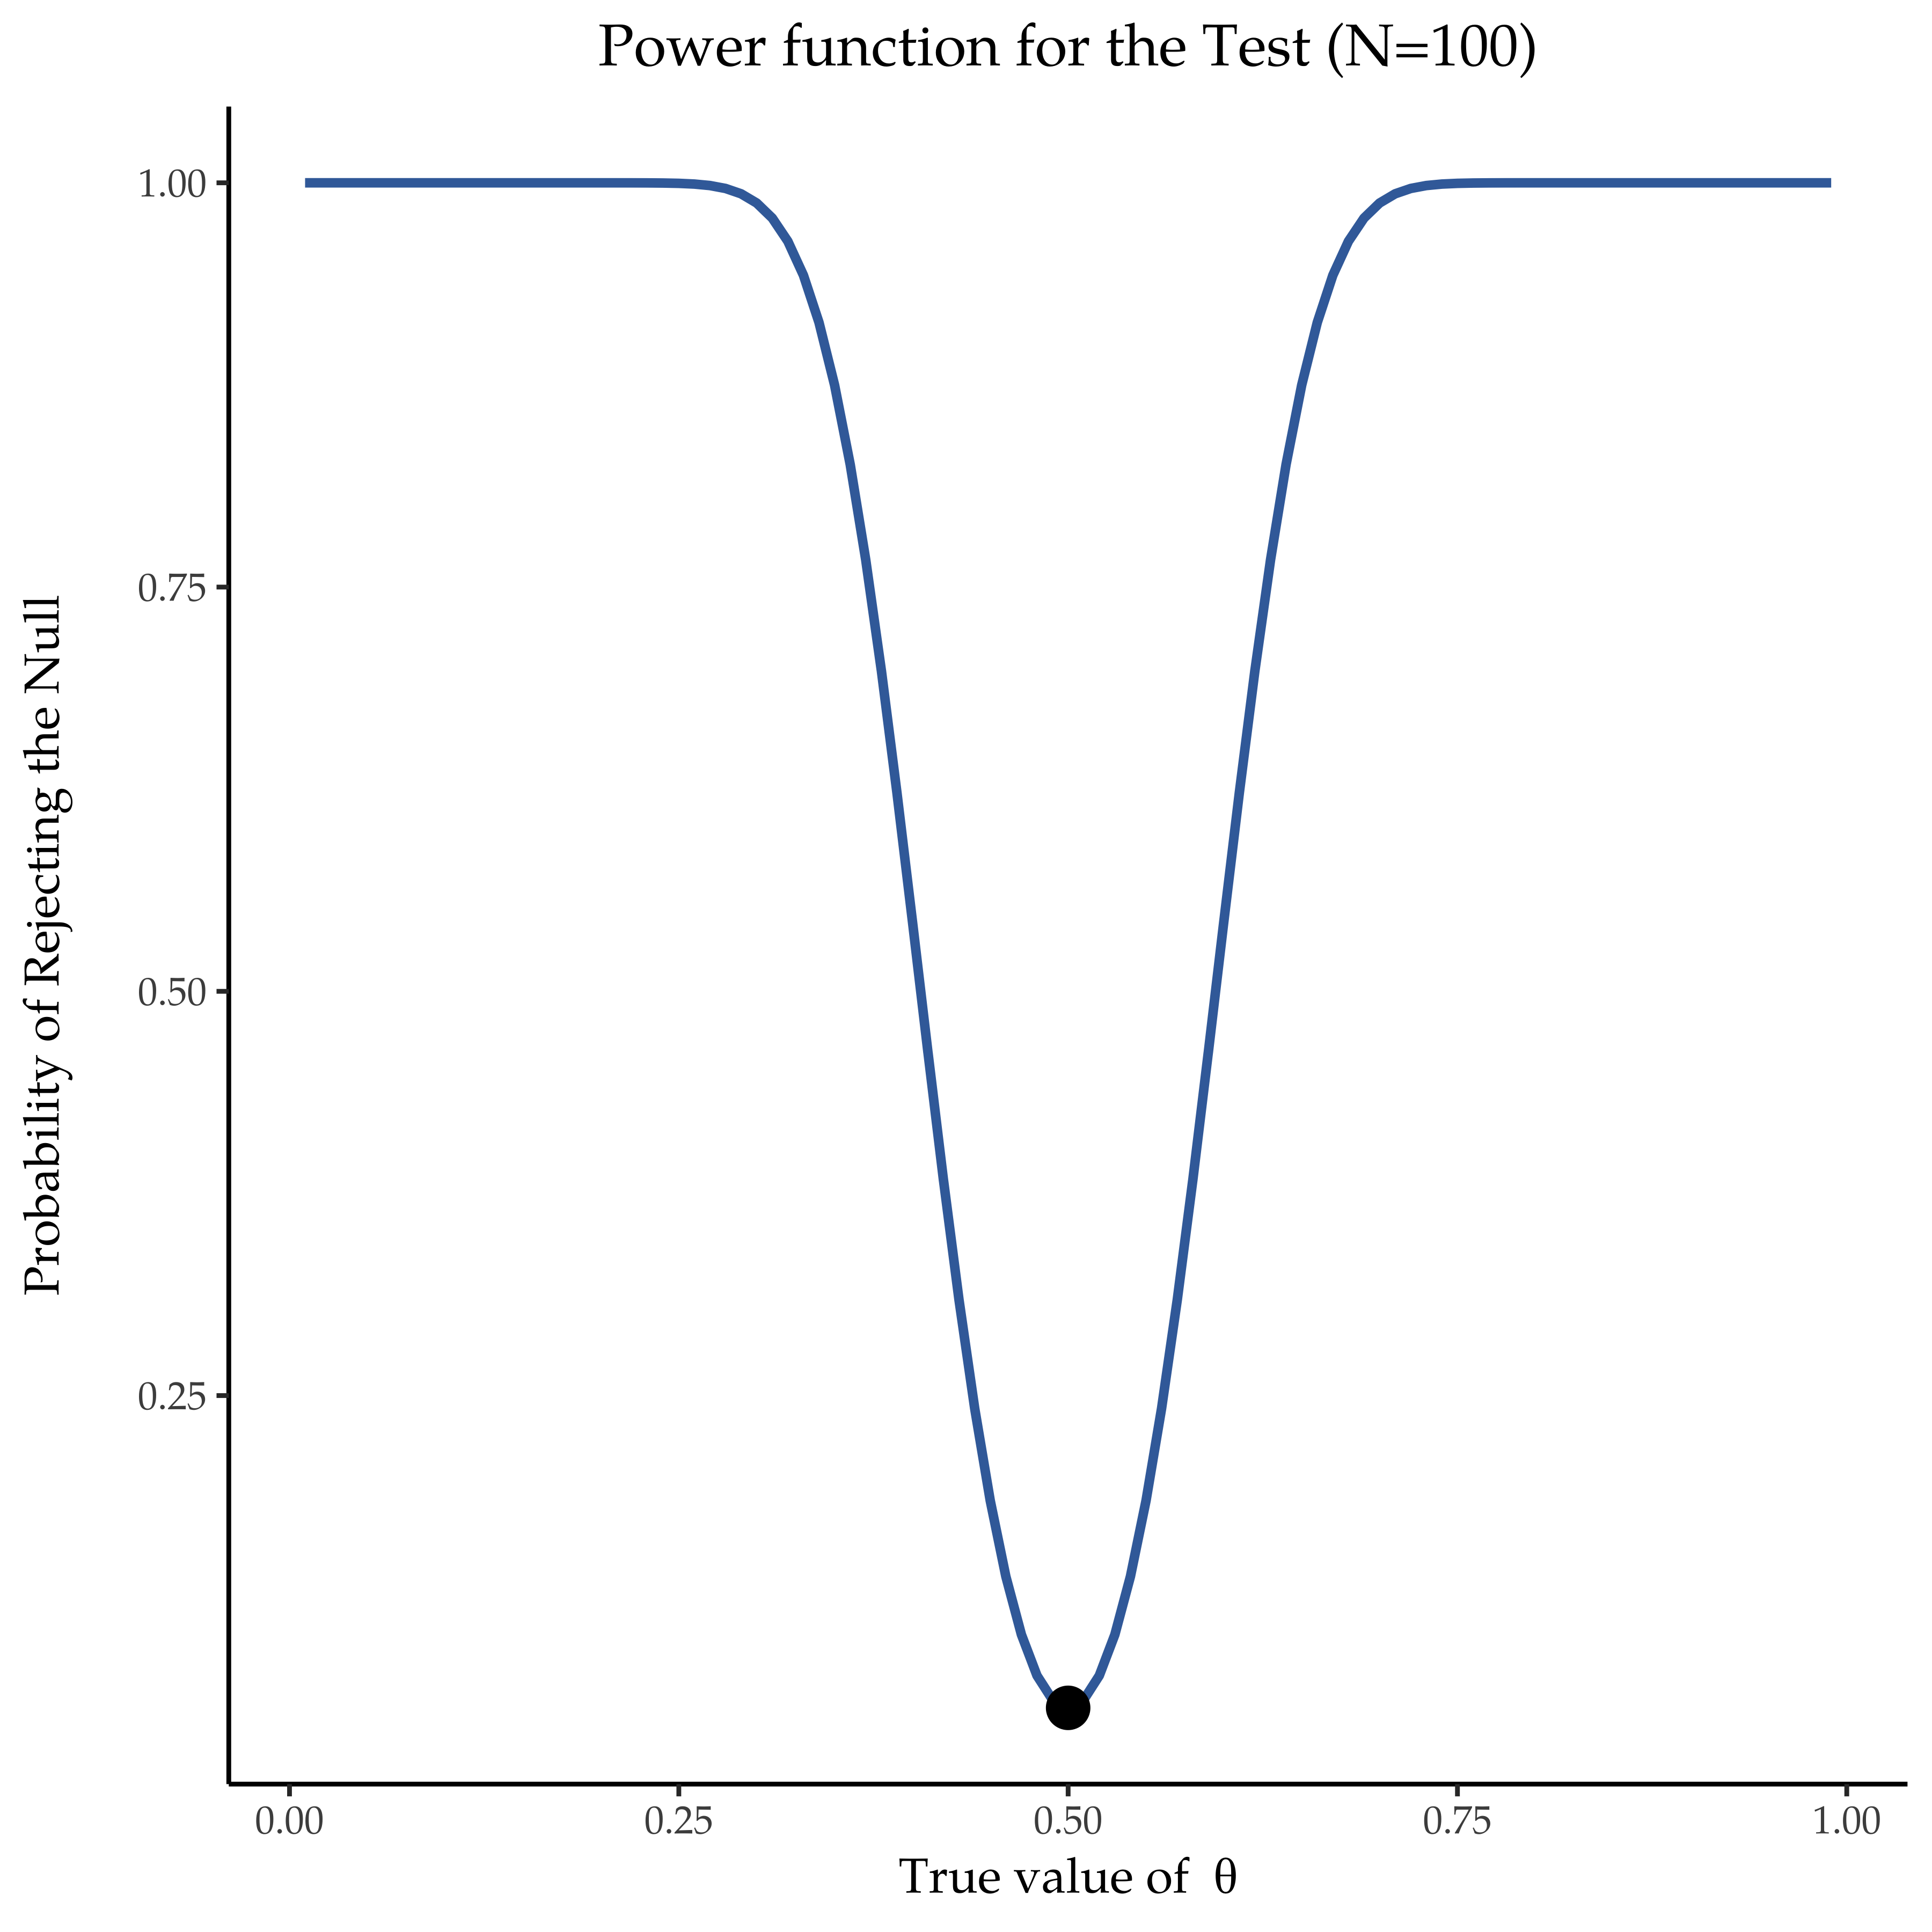 Power function for the Test (N=100)
Probability of Rejecting the Null
1.00
0.75
0.50
0.25
0.00 0.25 0.50 0.75 1.00
True value of θ